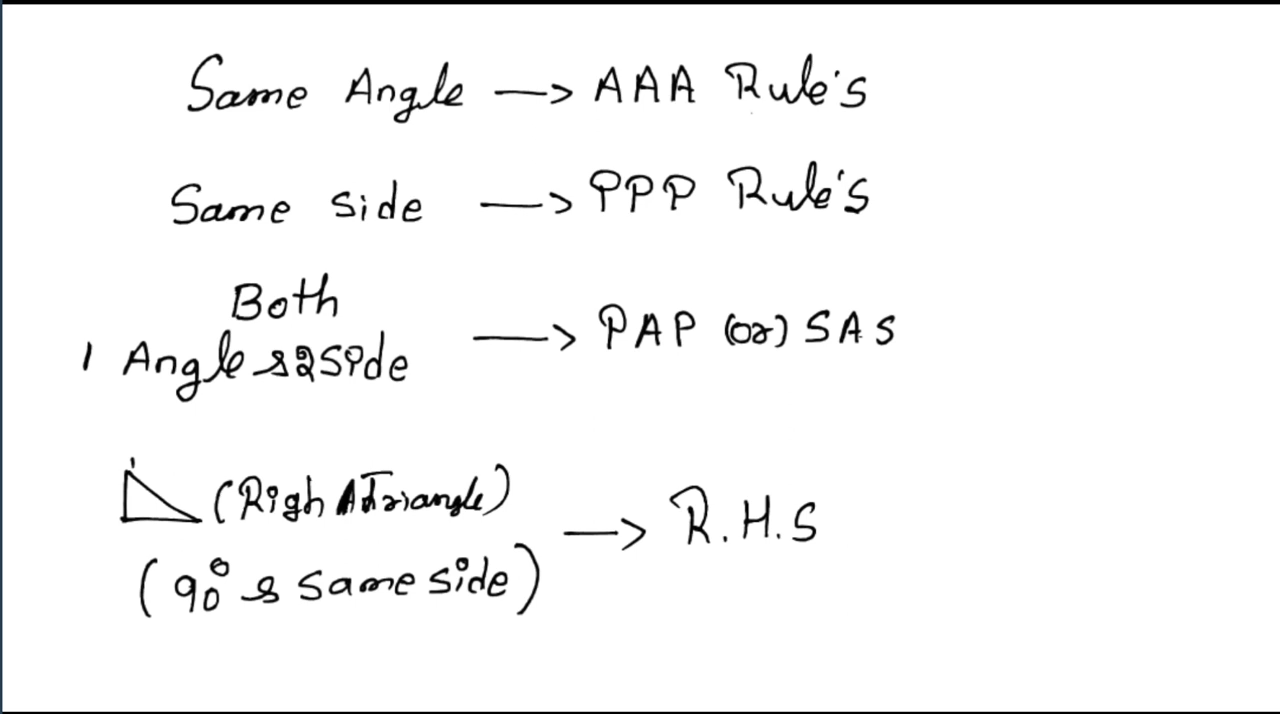 Same Angle → AAA Rule's
Same side → PPP Rule's
Both
1 Angle & 2 side → PAP (or) SAS
(Righ Triangle) → R.H.S
(90° & same side)